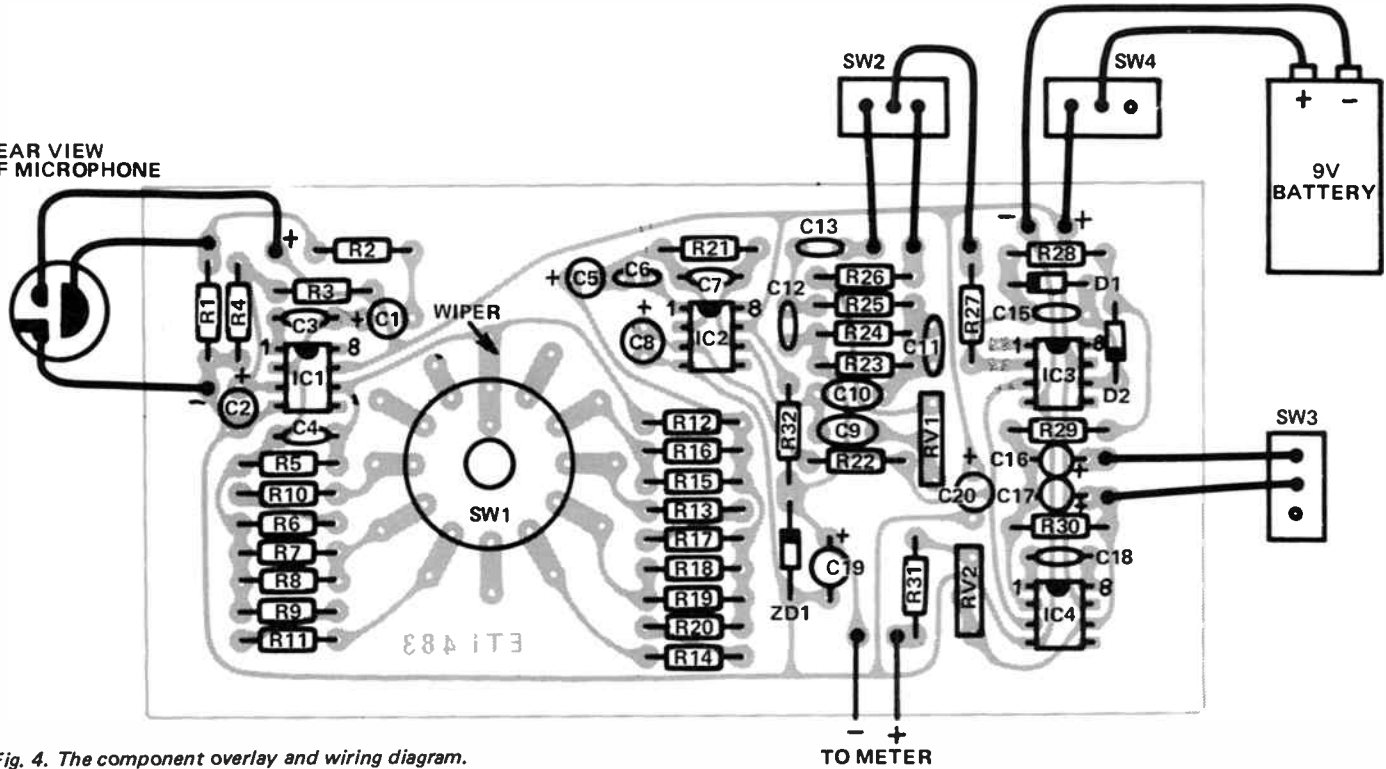 SW2
SW4
+ −
9V
BATTERY
EAR VIEW
F MICROPHONE
+
R2
R21
C13
− +
R28
R1
R4
R3
C3
+ C1
+ C5
C6
C7
C12
R26
R25
R24
R23
C11
R27
D1
C15
D2
WIPER
1 8
IC1
+
C8
1 8
IC2
1 8
IC3
− +
C2
C4
R5
R10
R6
R7
R8
R9
R11
SW1
R12
R16
R15
R13
R17
R18
R19
R20
R14
C10
C9
R22
R32
RV1
+
C20
R29
C16
+
C17
+
R30
C18
SW3
ZD1
+
C19
R31
RV2
1 8
IC4
ETI 483
− +
TO METER
Fig. 4. The component overlay and wiring diagram.